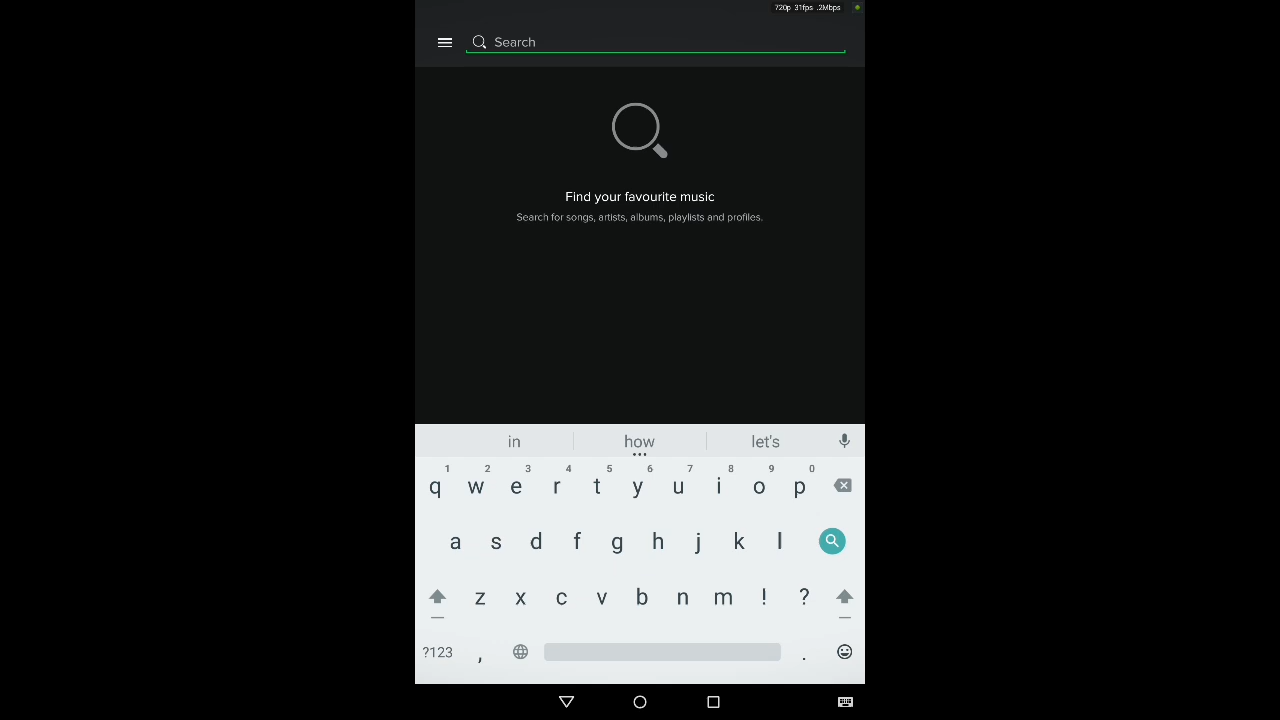 720p 31fps .2Mbps
Search
Find your favourite music
Search for songs, artists, albums, playlists and profiles.
in how let's
1 2 3 4 5 6 7 8 9 0
q w e r t y u i o p
a s d f g h j k l
z x c v b n m ! ?
?123 , .